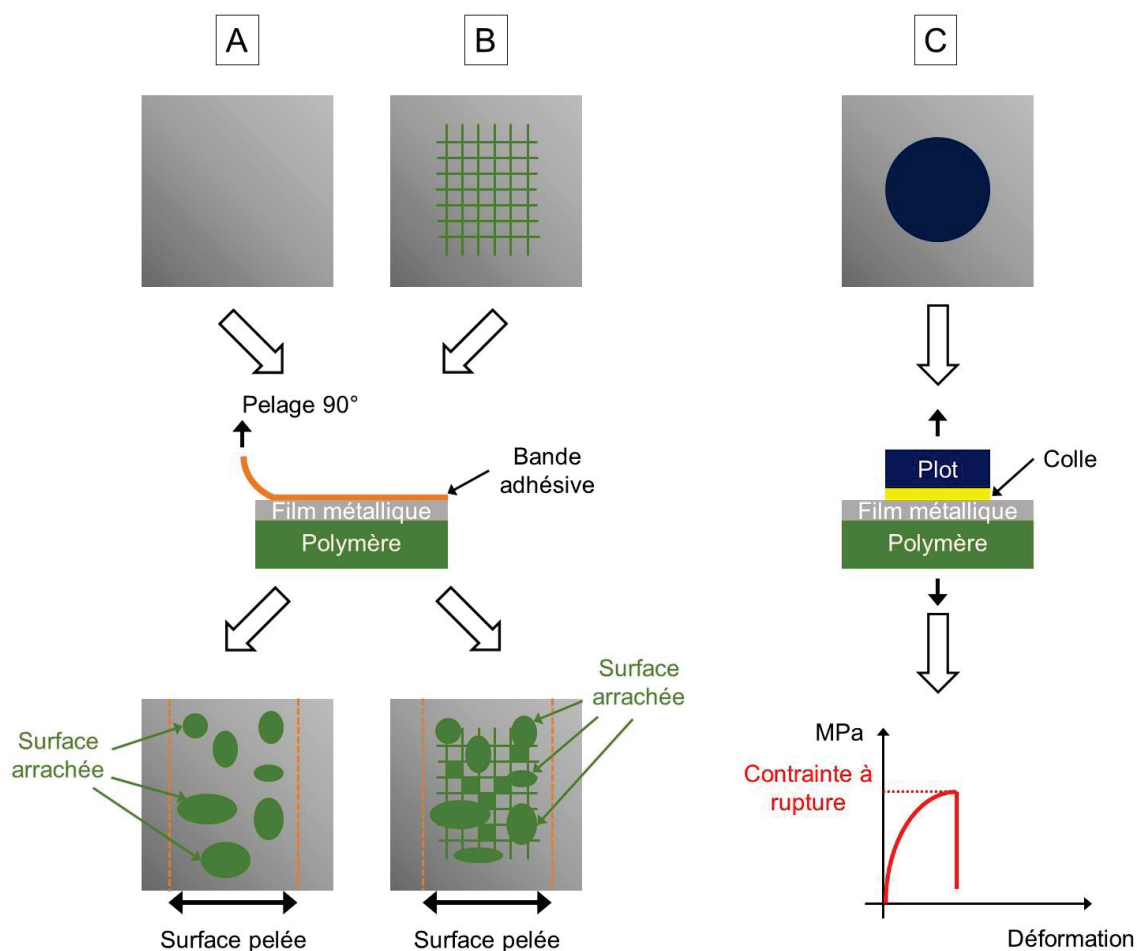 A
B
C
Pelage 90°
Bande
adhésive
Film métallique
Polymère
Plot
Colle
Film métallique
Polymère
Surface
arrachée
Surface
arrachée
Surface pelée
Surface pelée
MPa
Contrainte à
rupture
Déformation